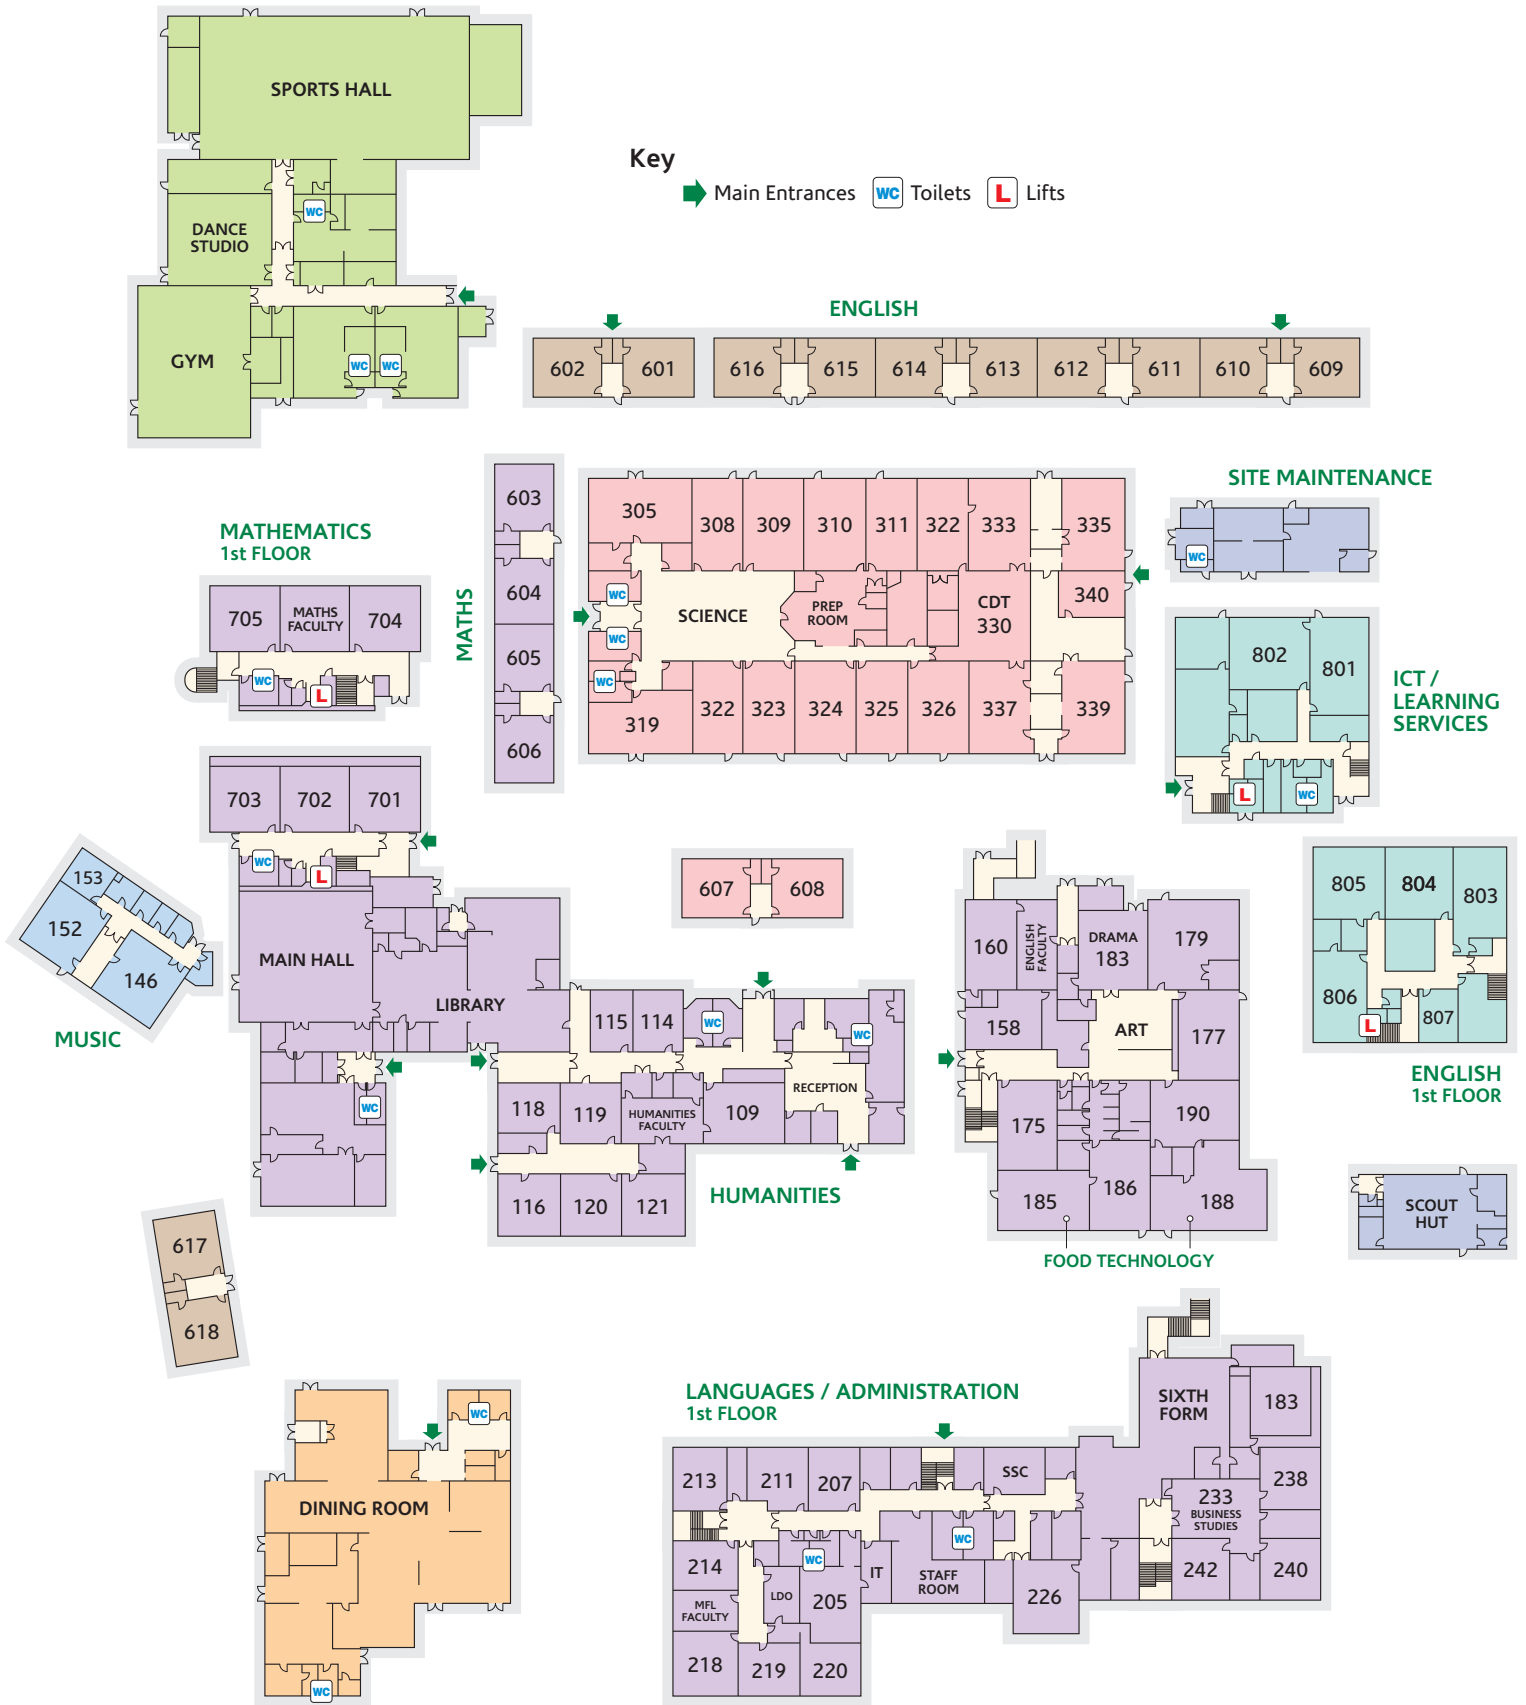 SPORTS HALL
Key
Main Entrances
WC Toilets
L Lifts
WC
DANCE
STUDIO
ENGLISH
GYM
WC WC
602 601 616 615 614 613 612 611 610 609
SITE MAINTENANCE
WC
MATHEMATICS
1st FLOOR
705
MATHS
FACULTY
704
WC
L
MATHS
603
604
605
606
305 308 309 310 311 322 333 335
WC
WC
WC
SCIENCE
PREP
ROOM
CDT
330
340
319 322 323 324 325 326 337 339
802
801
L
WC
ICT /
LEARNING
SERVICES
703 702 701
WC
L
153
152
146
MUSIC
MAIN HALL
LIBRARY
WC
607 608
115 114
WC
WC
118 119
HUMANITIES
FACULTY
109
RECEPTION
116 120 121
HUMANITIES
160
ENGLISH
FACULTY
DRAMA
183
179
158
ART
177
175
190
185 186 188
FOOD TECHNOLOGY
805 804 803
806
807
L
ENGLISH
1st FLOOR
SCOUT
HUT
617
618
WC
DINING ROOM
WC
LANGUAGES / ADMINISTRATION
1st FLOOR
213 211 207
SSC
SIXTH
FORM
183
238
233
BUSINESS
STUDIES
214
WC
WC
IT
STAFF
ROOM
LDO
205
226
242 240
MFL
FACULTY
218 219 220